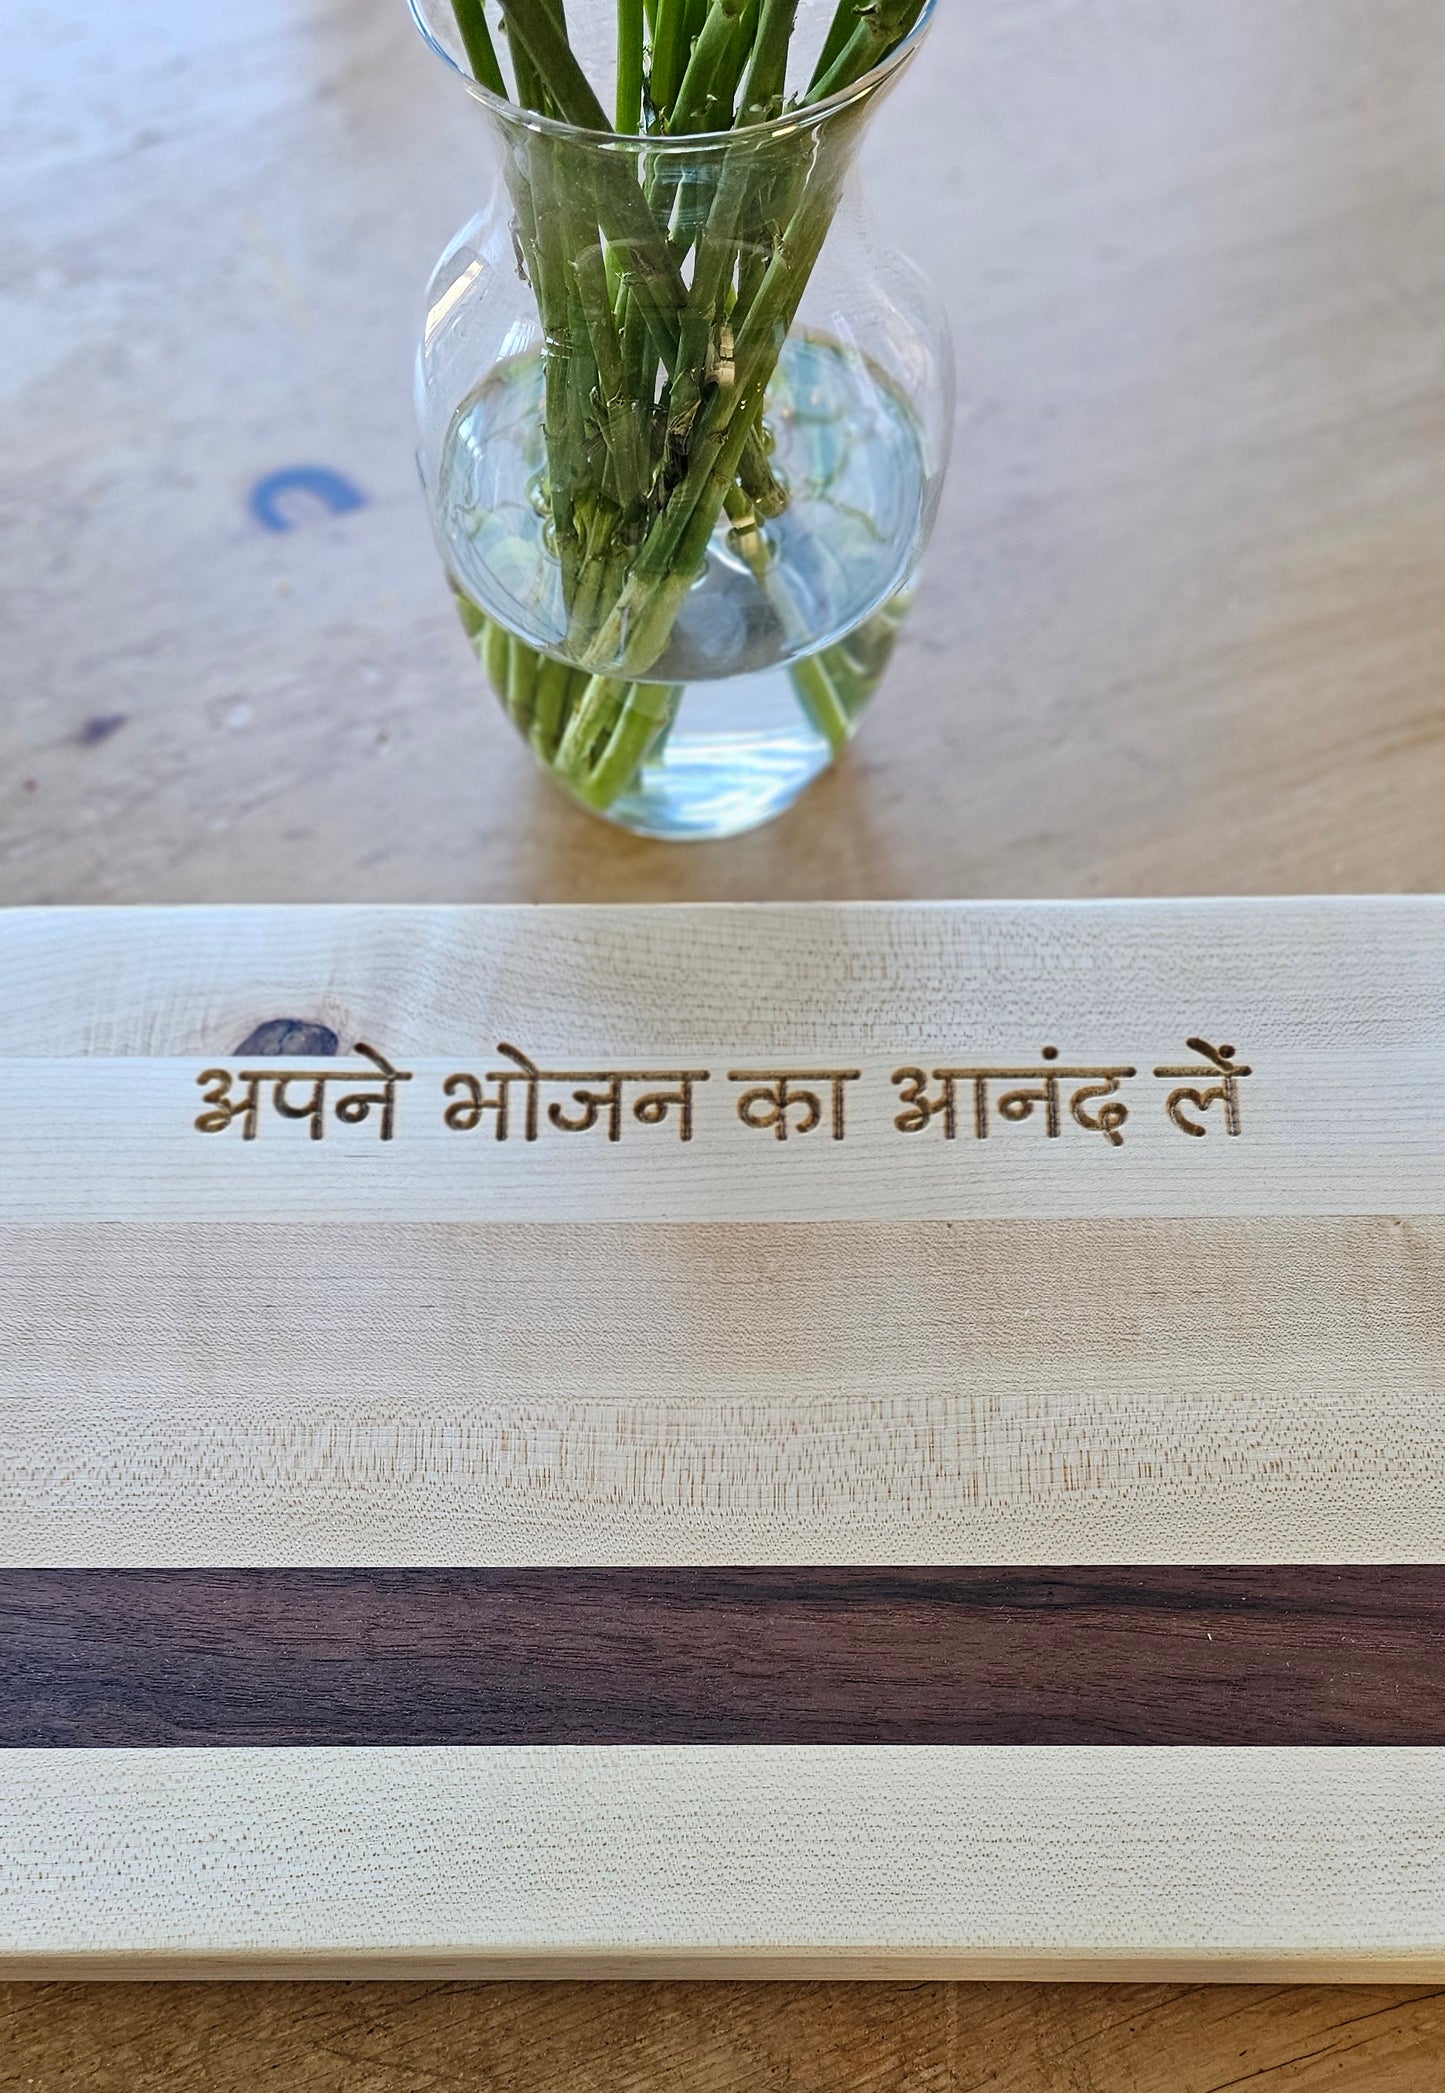 अपने भोजन का आनंद लें